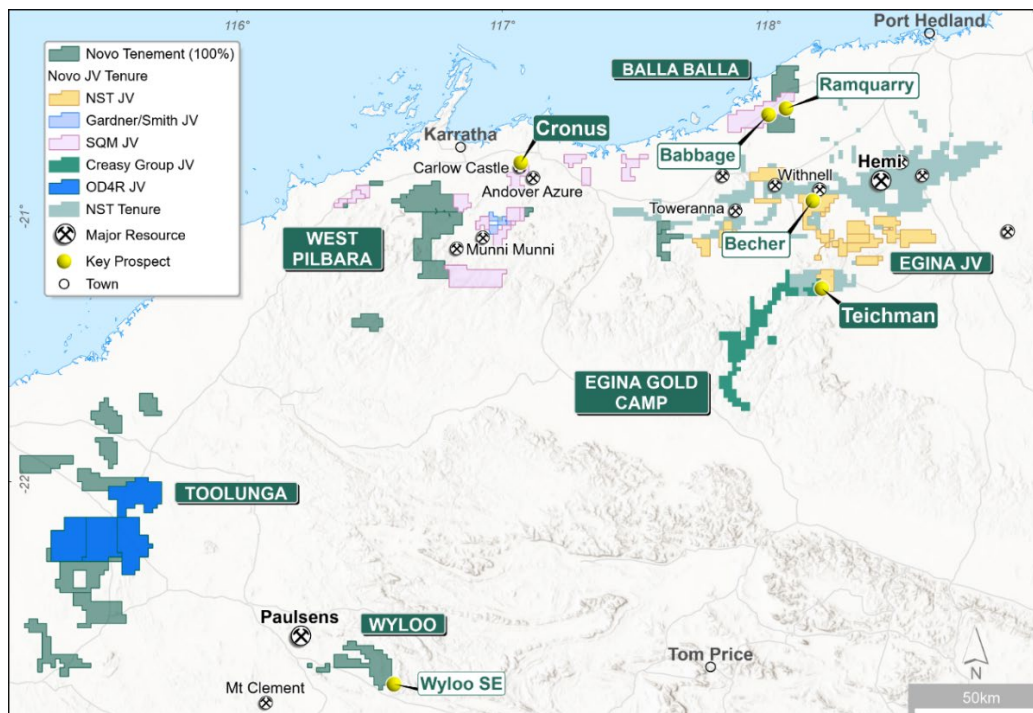 116°
117°
118°
Port Hedland
Novo Tenement (100%)
Novo JV Tenure
NST JV
Gardner/Smith JV
SQM JV
Creasy Group JV
OD4R JV
NST Tenure
Major Resource
Key Prospect
Town
BALLA BALLA
Ramquarry
Karratha
Cronus
Babbage
Carlow Castle
Andover Azure
Hemi
Withnell
Toweranna
-21°
WEST
PILBARA
Munni Munni
Becher
EGINA JV
Teichman
EGINA GOLD
CAMP
-22°
TOOLUNGA
Paulsens
WYLOO
Tom Price
Wyloo SE
Mt Clement
N
50km